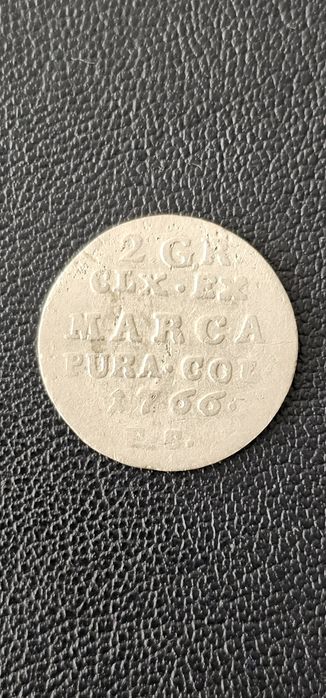 2 GR
CLX·EX
MARCA
PURA·COL
1766·
F.S.